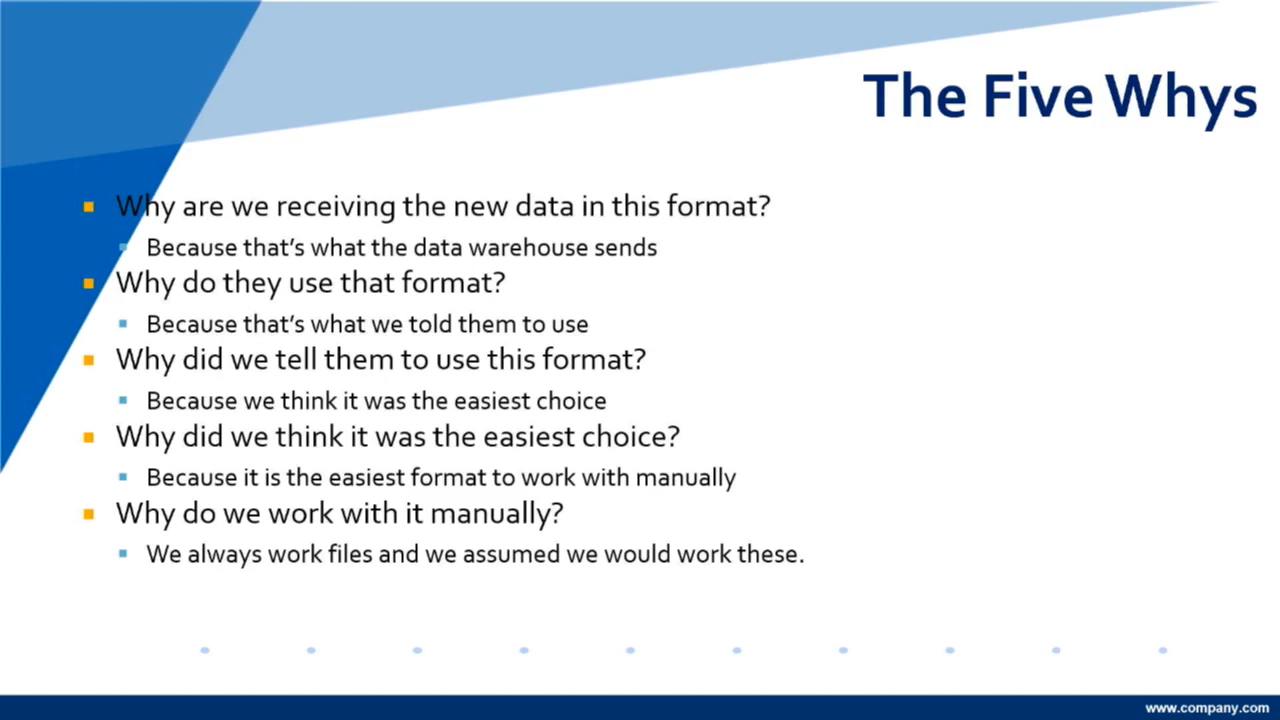 The Five Whys
Why are we receiving the new data in this format?
Because that’s what the data warehouse sends
Why do they use that format?
Because that’s what we told them to use
Why did we tell them to use this format?
Because we think it was the easiest choice
Why did we think it was the easiest choice?
Because it is the easiest format to work with manually
Why do we work with it manually?
We always work files and we assumed we would work these.
www.company.com